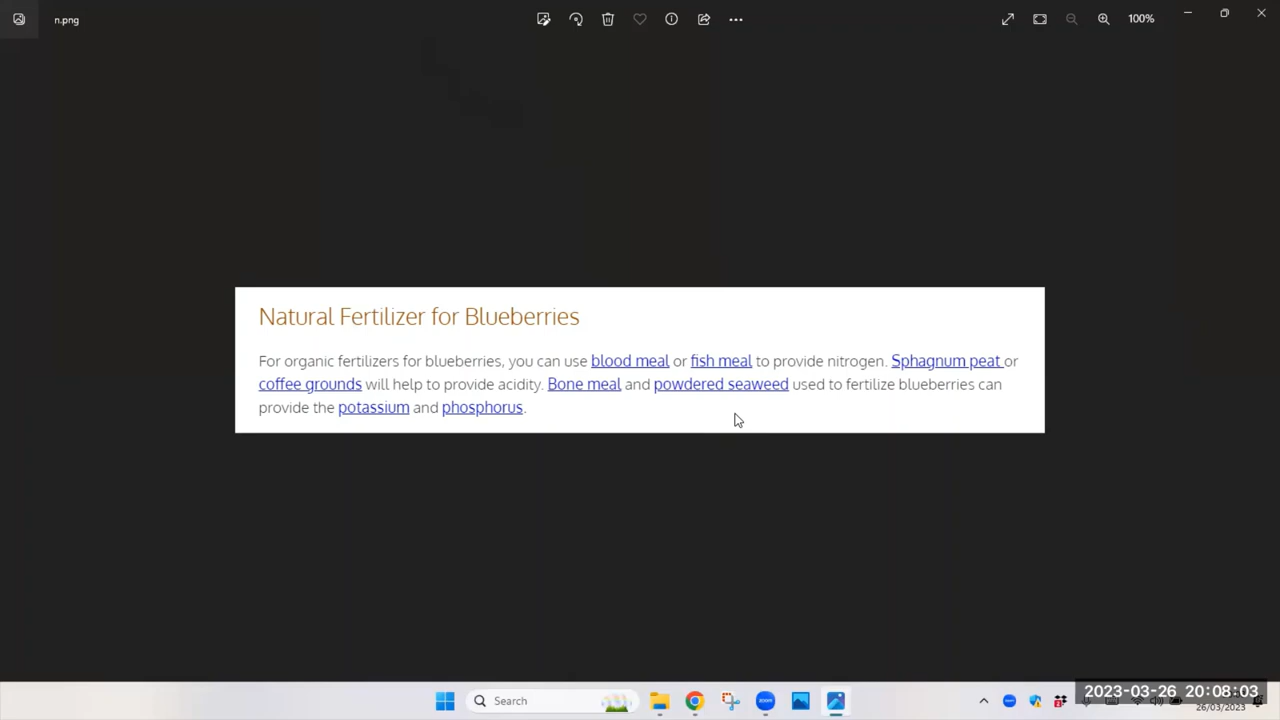 n.png
100%
Natural Fertilizer for Blueberries
For organic fertilizers for blueberries, you can use blood meal or fish meal to provide nitrogen. Sphagnum peat or
coffee grounds will help to provide acidity. Bone meal and powdered seaweed used to fertilize blueberries can
provide the potassium and phosphorus.
Search
zoom
2023-03-26 20:08:03
26/03/2023